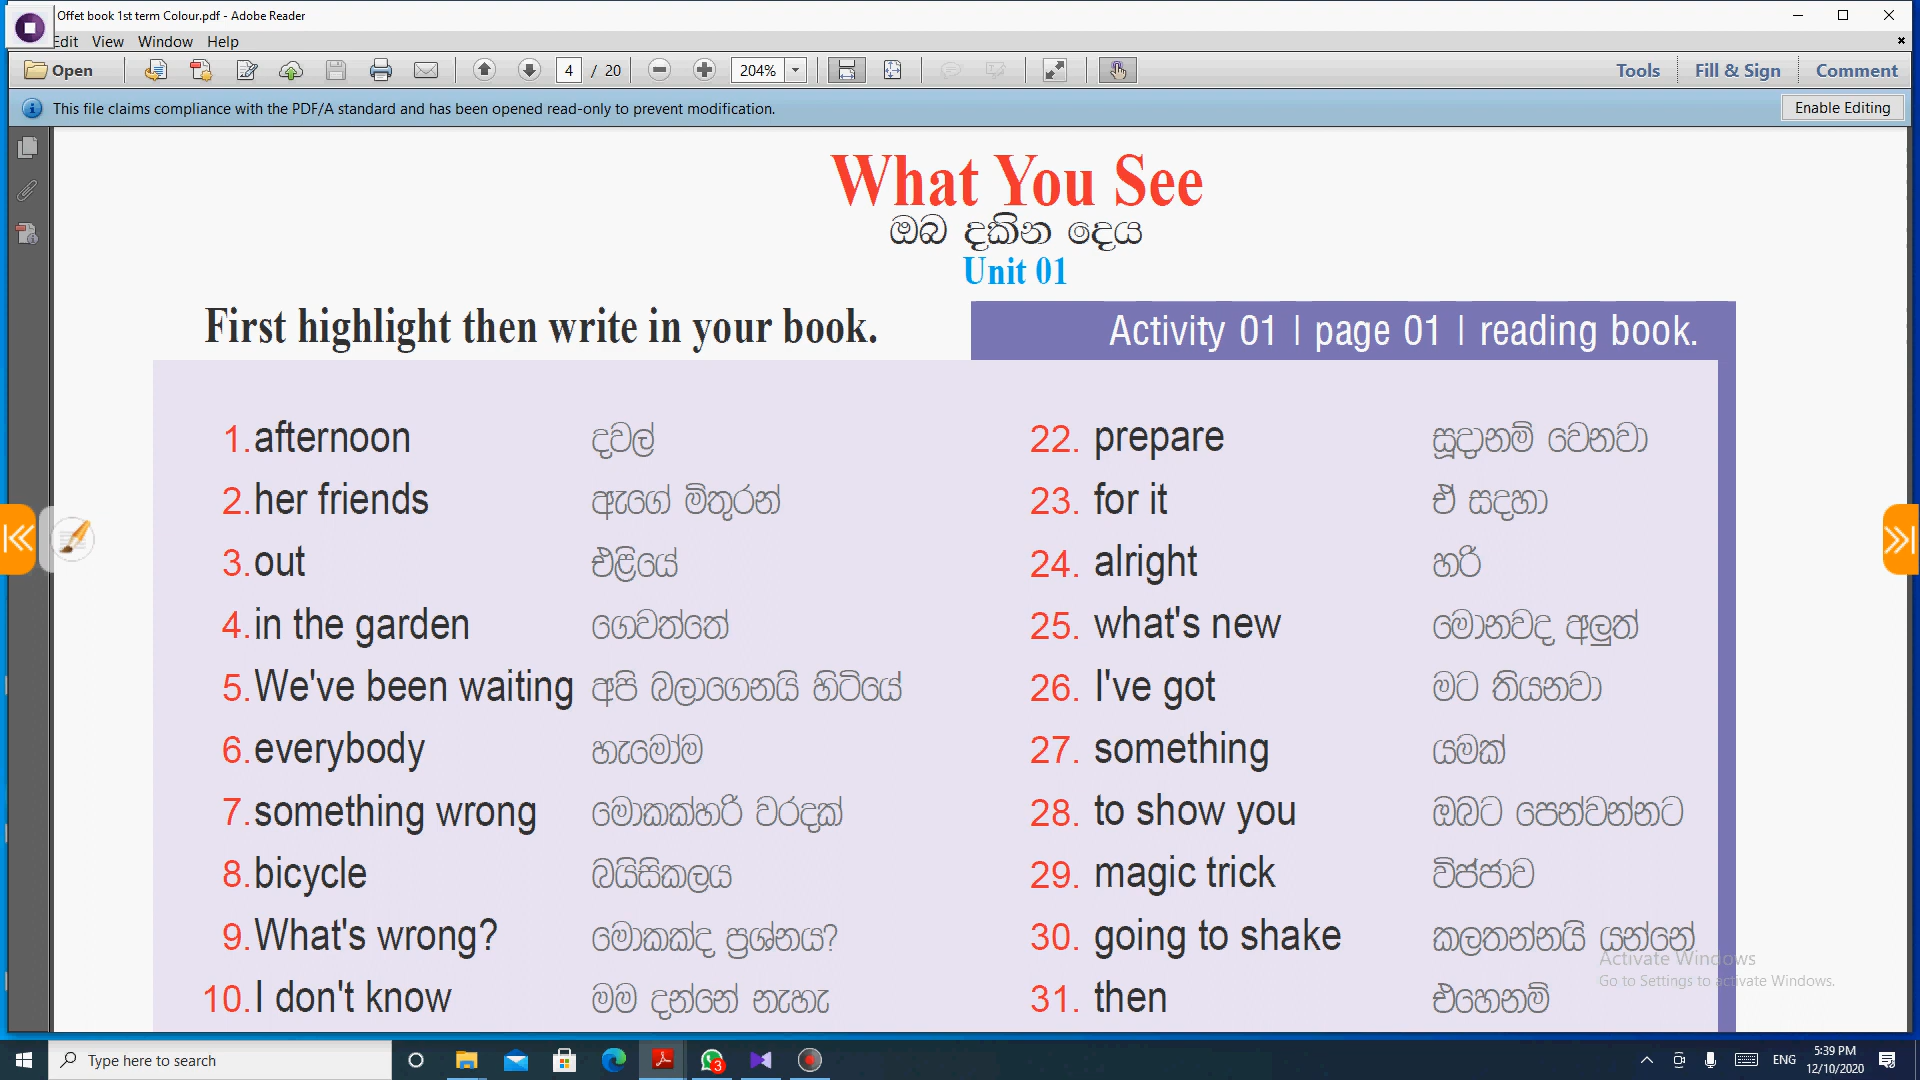 Offet book 1st term Colour.pdf - Adobe Reader
Edit View Window Help
Open 4 / 20 204% Tools Fill & Sign Comment
This file claims compliance with the PDF/A standard and has been opened read-only to prevent modification. Enable Editing
What You See
ඔබ දකින දෙය
Unit 01
First highlight then write in your book.
Activity 01 | page 01 | reading book.
1. afternoon දවල්
2. her friends ඇගේ මිතුරන්
3. out එළියේ
4. in the garden ගෙවත්තේ
5. We've been waiting අපි බලාගෙනයි හිටියේ
6. everybody හැමෝම
7. something wrong මොකක්හරි වරදක්
8. bicycle බයිසිකලය
9. What's wrong? මොකක්ද ප්‍රශ්නය?
10. I don't know මම දන්නේ නැහැ
22. prepare සූදානම් වෙනවා
23. for it ඒ සඳහා
24. alright හරි
25. what's new මොනවද අලුත්
26. I've got මට තියනවා
27. something යමක්
28. to show you ඔබට පෙන්වන්නට
29. magic trick විජ්ජාව
30. going to shake කලතන්නයි යන්නේ
31. then එහෙනම්
Activate Windows
Go to Settings to activate Windows.
Type here to search
3
ENG
5:39 PM
12/10/2020